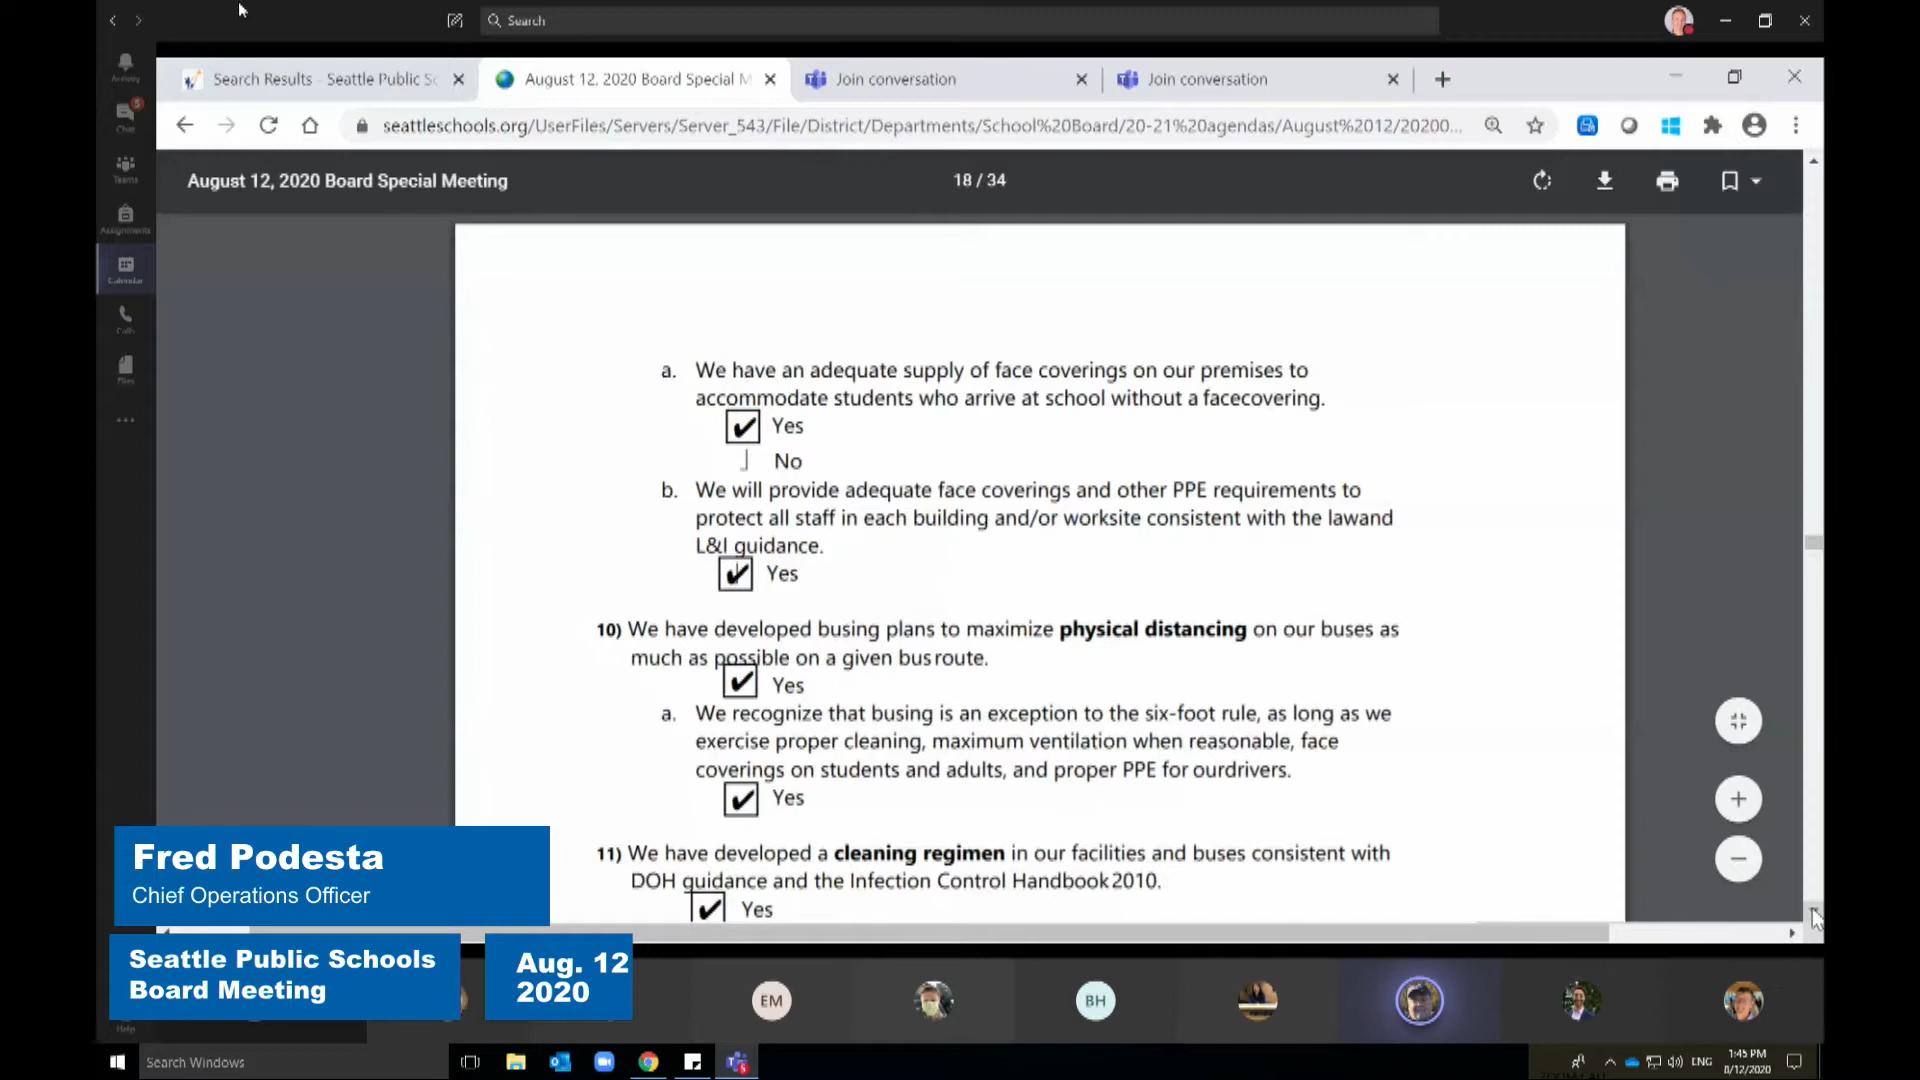 Search
Search Results - Seattle Public Sc
August 12, 2020 Board Special M
Join conversation
Join conversation
seattleschools.org/UserFiles/Servers/Server_543/File/District/Departments/School%20Board/20-21%20agendas/August%2012/20200...
August 12, 2020 Board Special Meeting
18 / 34
Activity
Chat
5
Teams
Assignments
Calendar
Calls
Files
a. We have an adequate supply of face coverings on our premises to
accommodate students who arrive at school without a facecovering.
Yes
No
b. We will provide adequate face coverings and other PPE requirements to
protect all staff in each building and/or worksite consistent with the lawand
L&I guidance.
Yes
10) We have developed busing plans to maximize physical distancing on our buses as
much as possible on a given bus route.
Yes
a. We recognize that busing is an exception to the six-foot rule, as long as we
exercise proper cleaning, maximum ventilation when reasonable, face
coverings on students and adults, and proper PPE for ourdrivers.
Yes
11) We have developed a cleaning regimen in our facilities and buses consistent with
DOH guidance and the Infection Control Handbook 2010.
Yes
Fred Podesta
Chief Operations Officer
Seattle Public Schools
Board Meeting
Aug. 12
2020
EM
BH
Help
Search Windows
ENG
1:45 PM
8/12/2020